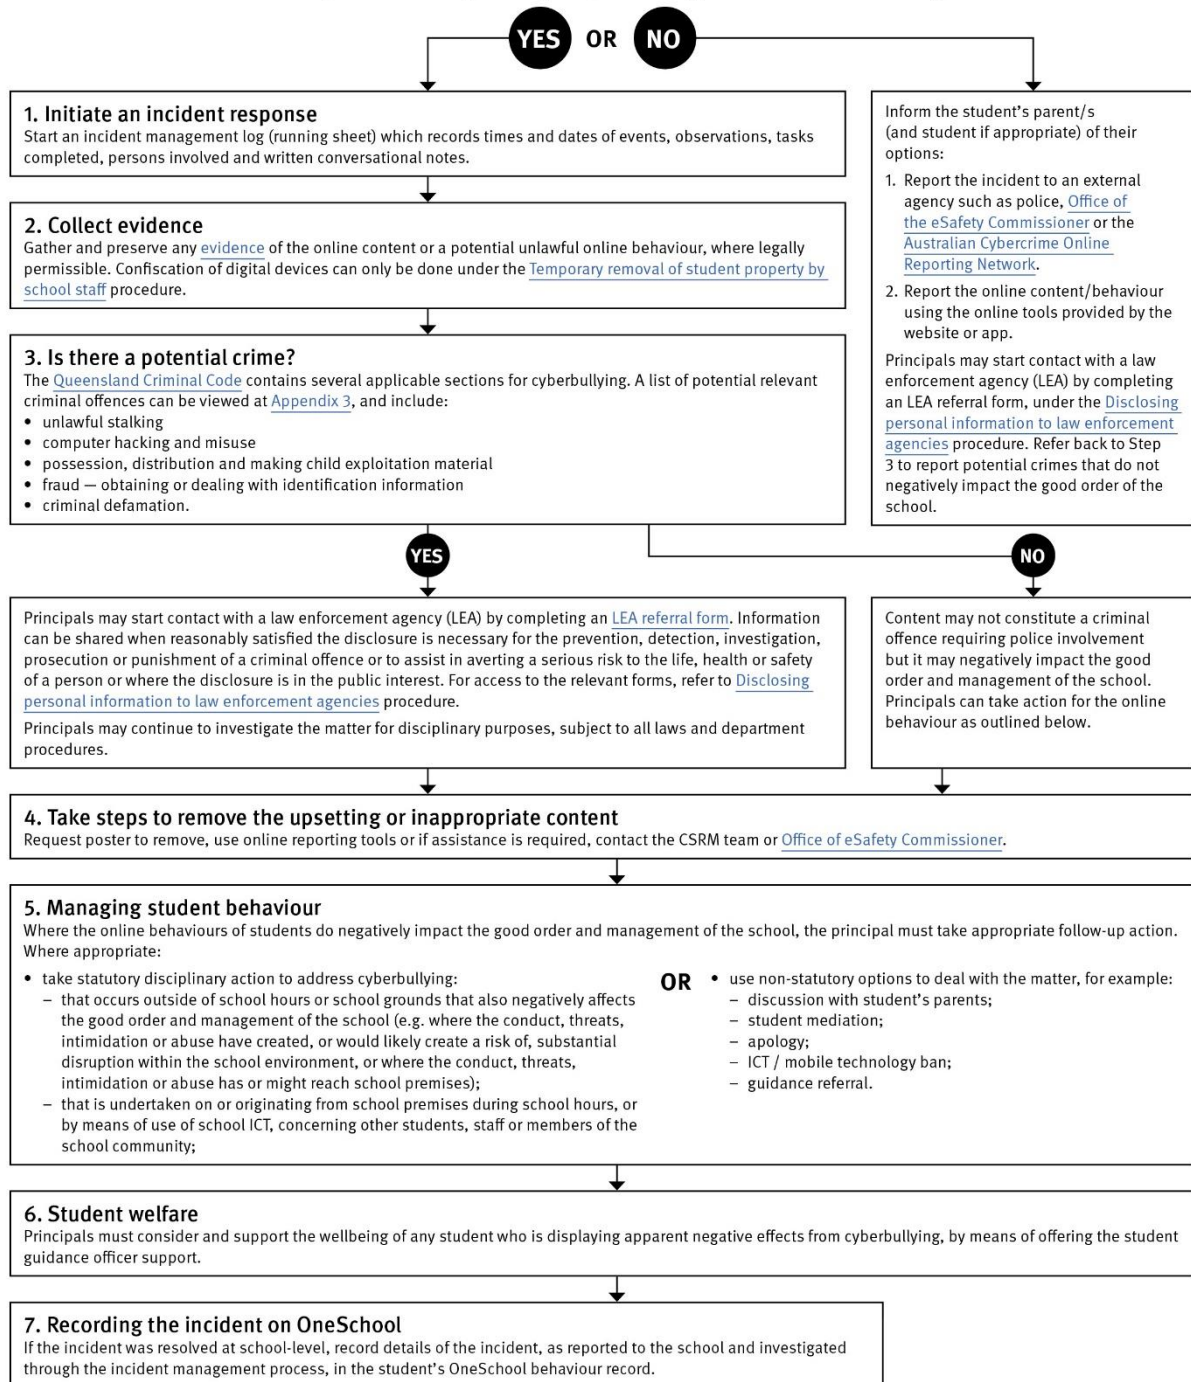 YES OR NO
1. Initiate an incident response
Start an incident management log (running sheet) which records times and dates of events, observations, tasks
completed, persons involved and written conversational notes.
2. Collect evidence
Gather and preserve any evidence of the online content or a potential unlawful online behaviour, where legally
permissible. Confiscation of digital devices can only be done under the Temporary removal of student property by
school staff procedure.
3. Is there a potential crime?
The Queensland Criminal Code contains several applicable sections for cyberbullying. A list of potential relevant
criminal offences can be viewed at Appendix 3, and include:
• unlawful stalking
• computer hacking and misuse
• possession, distribution and making child exploitation material
• fraud — obtaining or dealing with identification information
• criminal defamation.
Inform the student's parent/s
(and student if appropriate) of their
options:
1. Report the incident to an external
agency such as police, Office of
the eSafety Commissioner or the
Australian Cybercrime Online
Reporting Network.
2. Report the online content/behaviour
using the online tools provided by the
website or app.
Principals may start contact with a law
enforcement agency (LEA) by completing
an LEA referral form, under the Disclosing
personal information to law enforcement
agencies procedure. Refer back to Step
3 to report potential crimes that do not
negatively impact the good order of the
school.
YES
NO
Principals may start contact with a law enforcement agency (LEA) by completing an LEA referral form. Information
can be shared when reasonably satisfied the disclosure is necessary for the prevention, detection, investigation,
prosecution or punishment of a criminal offence or to assist in averting a serious risk to the life, health or safety
of a person or where the disclosure is in the public interest. For access to the relevant forms, refer to Disclosing
personal information to law enforcement agencies procedure.
Principals may continue to investigate the matter for disciplinary purposes, subject to all laws and department
procedures.
Content may not constitute a criminal
offence requiring police involvement
but it may negatively impact the good
order and management of the school.
Principals can take action for the online
behaviour as outlined below.
4. Take steps to remove the upsetting or inappropriate content
Request poster to remove, use online reporting tools or if assistance is required, contact the CSRM team or Office of eSafety Commissioner.
5. Managing student behaviour
Where the online behaviours of students do negatively impact the good order and management of the school, the principal must take appropriate follow-up action.
Where appropriate:
• take statutory disciplinary action to address cyberbullying:
– that occurs outside of school hours or school grounds that also negatively affects
the good order and management of the school (e.g. where the conduct, threats,
intimidation or abuse have created, or would likely create a risk of, substantial
disruption within the school environment, or where the conduct, threats,
intimidation or abuse has or might reach school premises);
– that is undertaken on or originating from school premises during school hours, or
by means of use of school ICT, concerning other students, staff or members of the
school community;
OR
• use non-statutory options to deal with the matter, for example:
– discussion with student's parents;
– student mediation;
– apology;
– ICT / mobile technology ban;
– guidance referral.
6. Student welfare
Principals must consider and support the wellbeing of any student who is displaying apparent negative effects from cyberbullying, by means of offering the student
guidance officer support.
7. Recording the incident on OneSchool
If the incident was resolved at school-level, record details of the incident, as reported to the school and investigated
through the incident management process, in the student's OneSchool behaviour record.